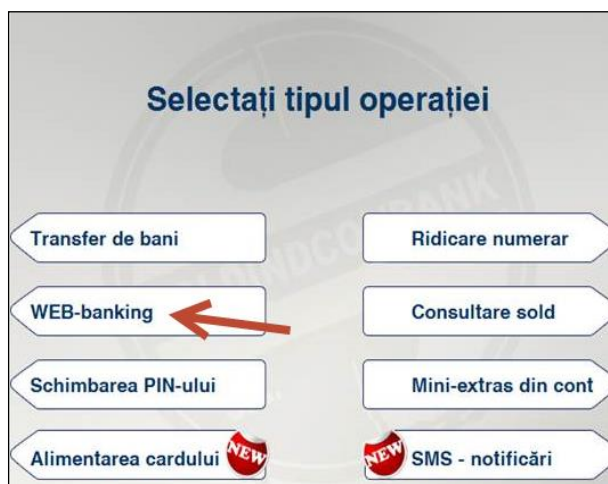 Selectați tipul operației
Transfer de bani
Ridicare numerar
WEB-banking
Consultare sold
Schimbarea PIN-ului
Mini-extras din cont
Alimentarea cardului
NEW
NEW
SMS - notificări